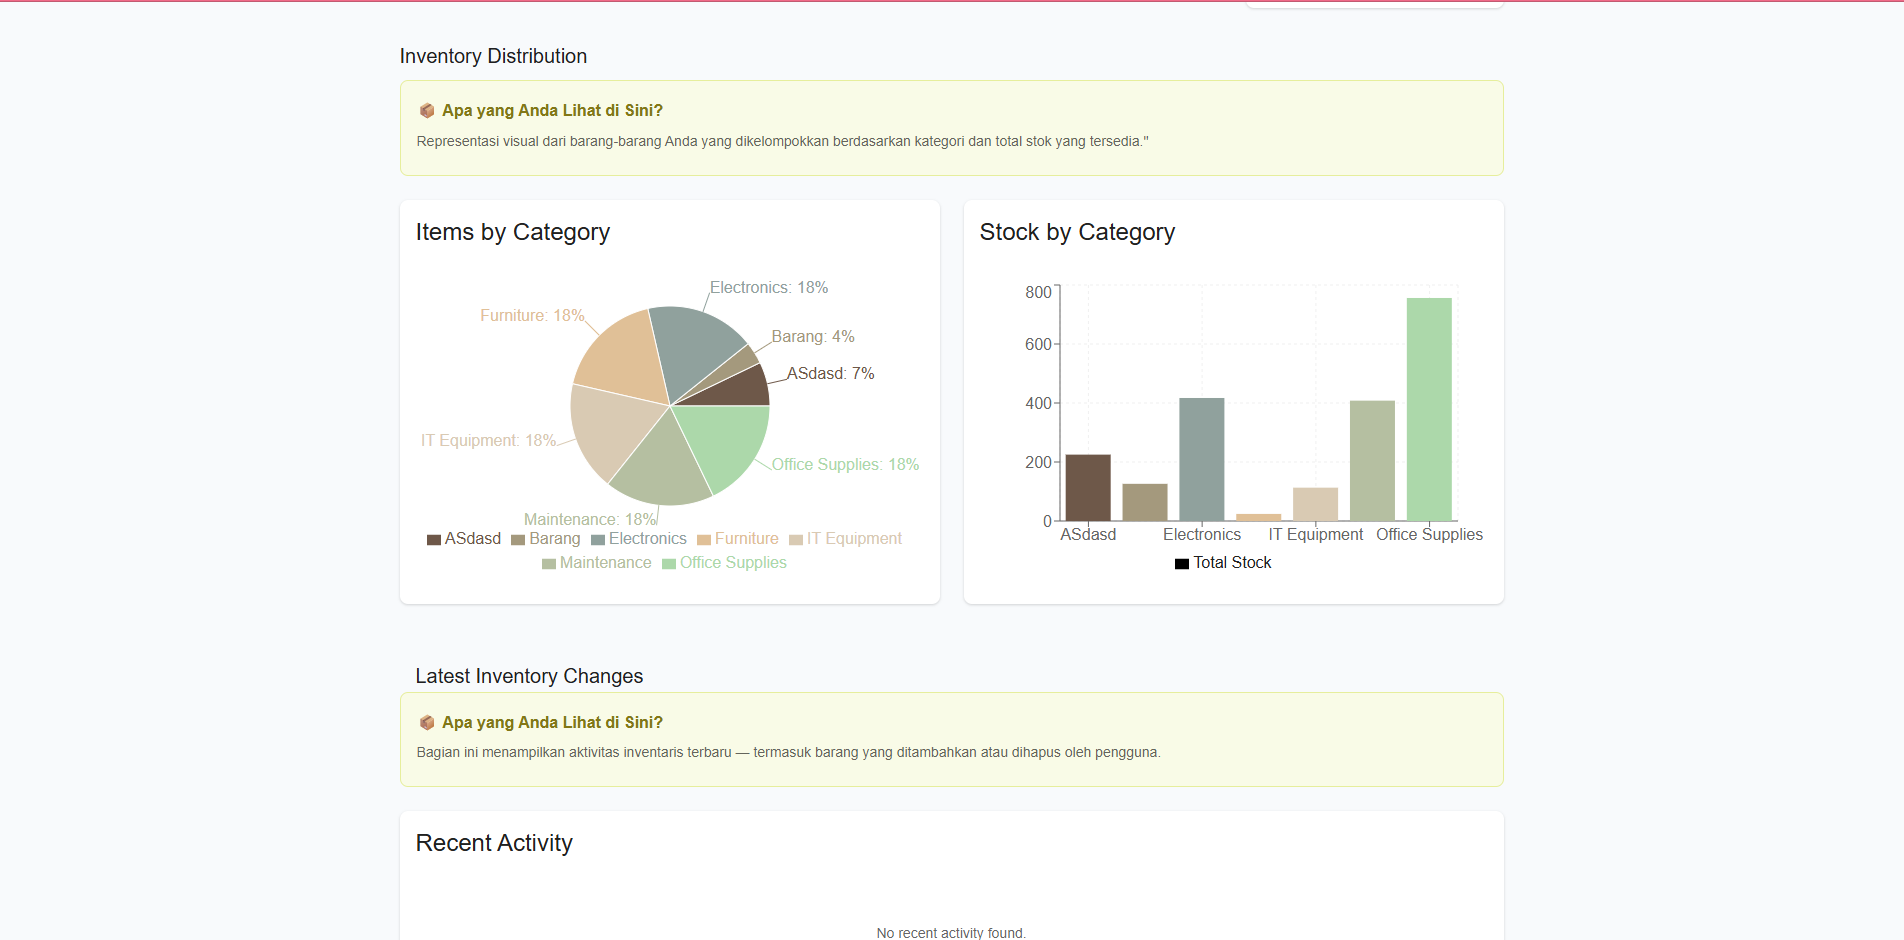 Inventory Distribution
📦 Apa yang Anda Lihat di Sini?
Representasi visual dari barang-barang Anda yang dikelompokkan berdasarkan kategori dan total stok yang tersedia."
Items by Category
Electronics: 18%
Furniture: 18%
Barang: 4%
ASdasd: 7%
IT Equipment: 18%
Office Supplies: 18%
Maintenance: 18%
ASdasd Barang Electronics Furniture IT Equipment
Maintenance Office Supplies
Stock by Category
800
600
400
200
0
ASdasd Electronics IT Equipment Office Supplies
Total Stock
Latest Inventory Changes
📦 Apa yang Anda Lihat di Sini?
Bagian ini menampilkan aktivitas inventaris terbaru — termasuk barang yang ditambahkan atau dihapus oleh pengguna.
Recent Activity
No recent activity found.